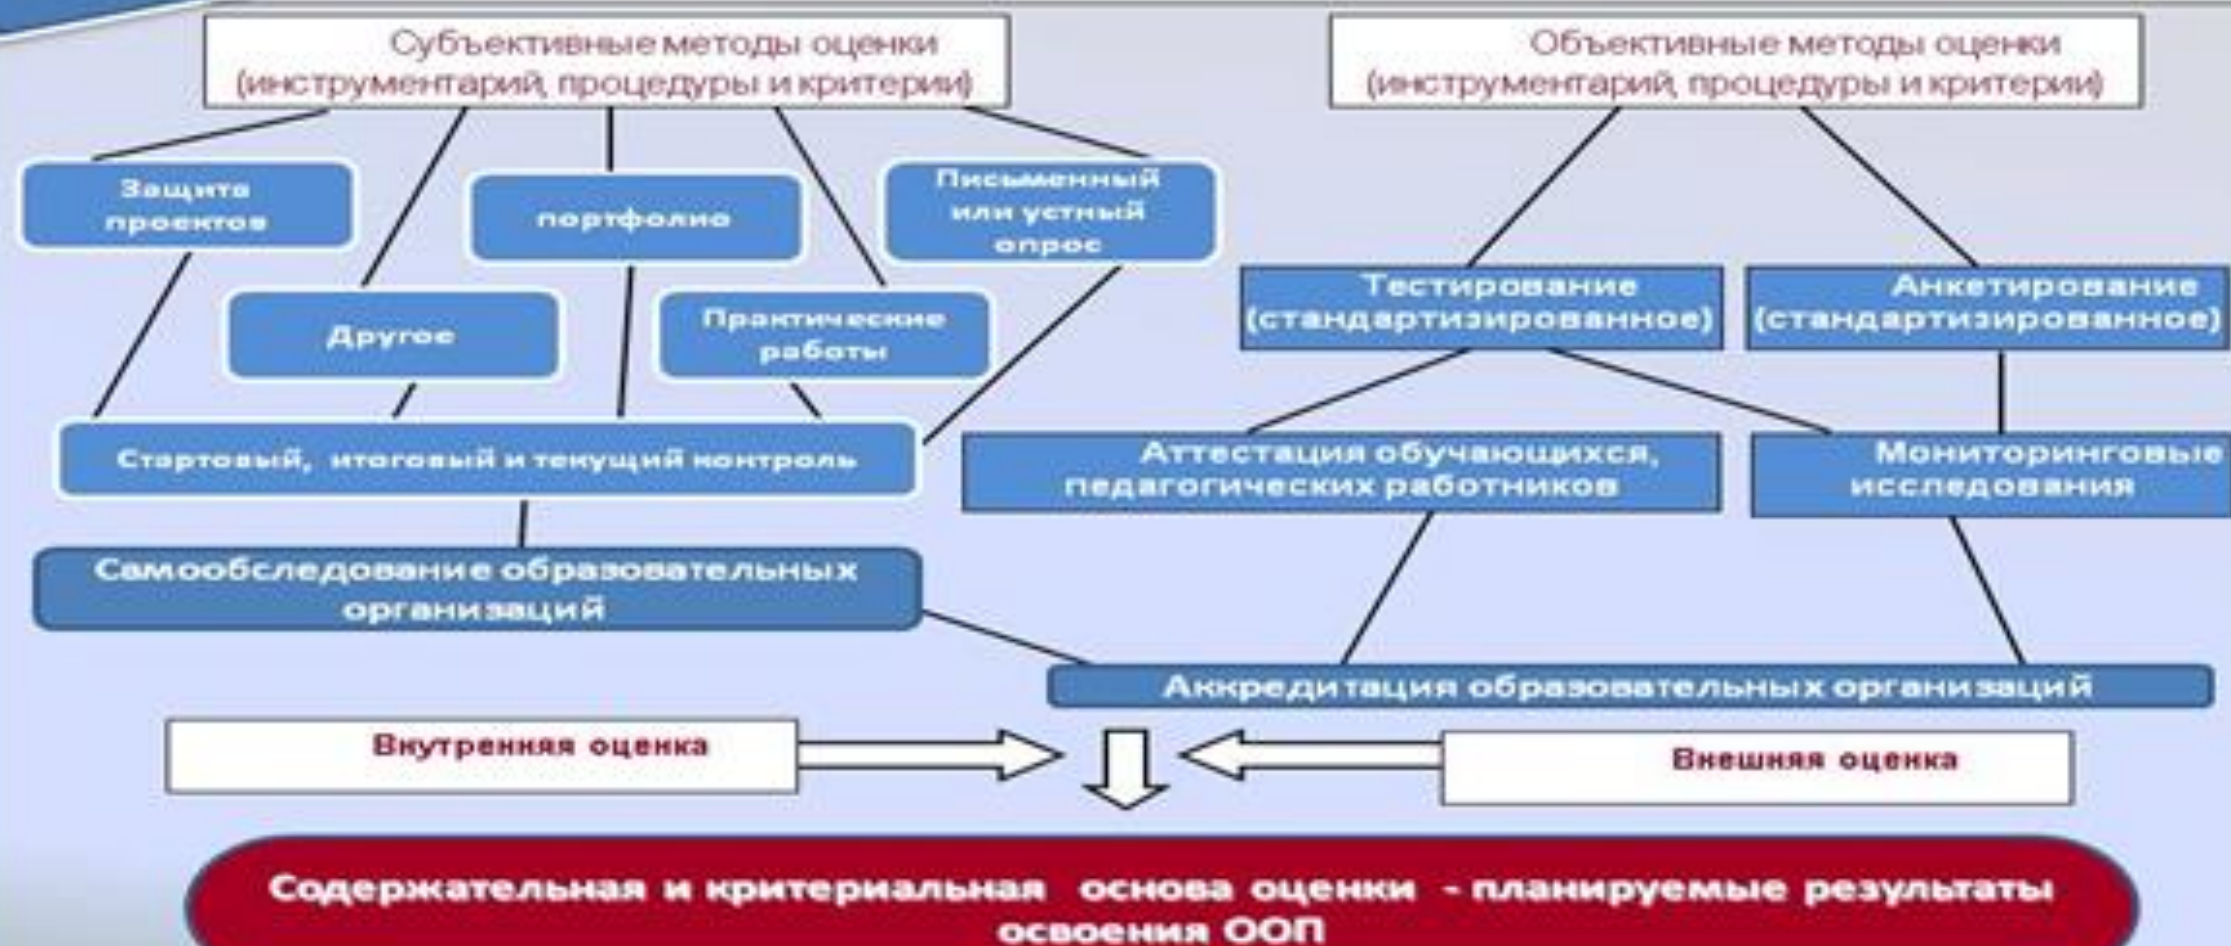 Субъективные методы оценки
(инструментарий, процедуры и критерии)
Объективные методы оценки
(инструментарий, процедуры и критерии)
Защита
проектов
портфолио
Письменный
или устный
опрос
Другое
Практические
работы
Тестирование
(стандартизированное)
Анкетирование
(стандартизированное)
Стартовый, итоговый и текущий контроль
Аттестация обучающихся,
педагогических работников
Мониторинговые
исследования
Самообследование образовательных
организаций
Аккредитация образовательных организаций
Внутренняя оценка
Внешняя оценка
Содержательная и критериальная основа оценки - планируемые результаты
освоения ООП